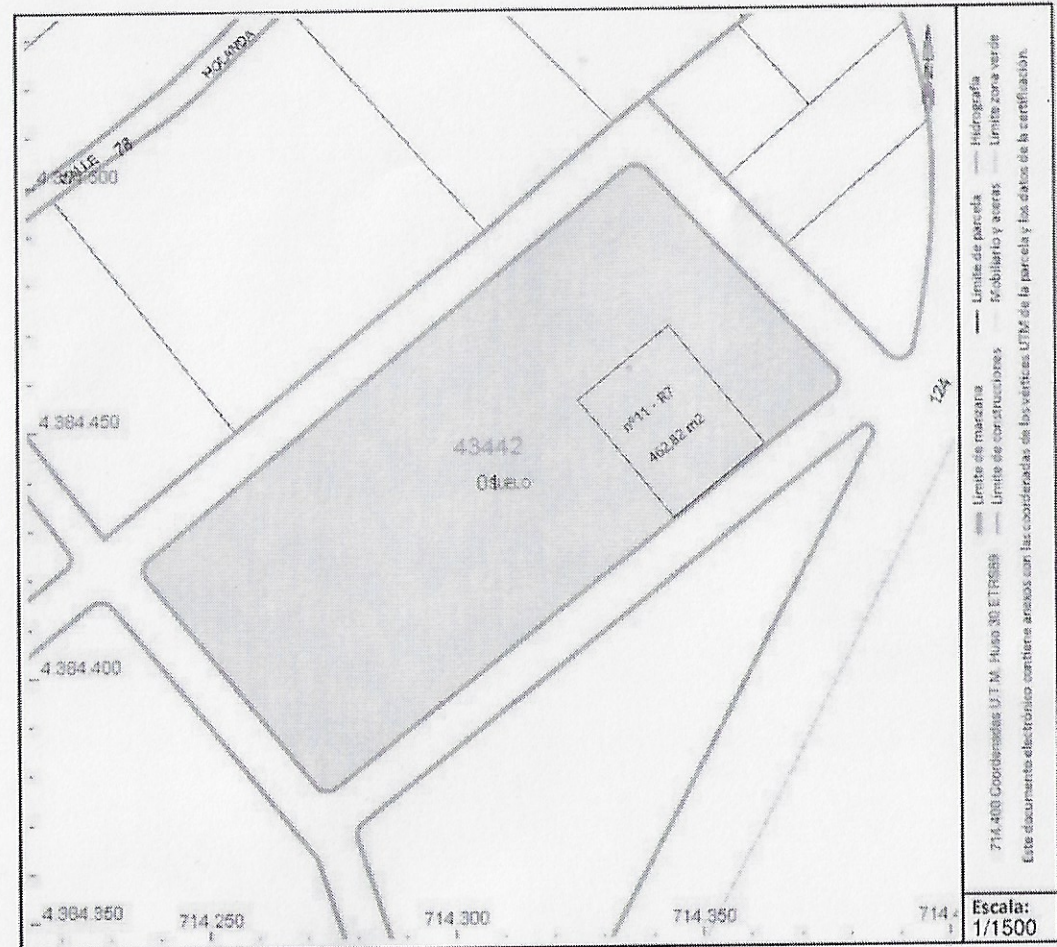 HOLANDA
CALLE 28
4.384.500
4.384.450
43442
01 SUELO
nº11 - R7
462,82 m2
124
4.384.400
4.384.350
714.250
714.300
714.350
714.4
Límite de manzana
Límite de parcela
Hidrografía
714.400 Coordenadas U.T.M. Huso 30 ETRS89
Límite de construcciones
Mobiliario y aceras
Límite zona verde
Este documento electrónico contiene anexos con las coordenadas de los vértices UTM de la parcela y los datos de la certificación.
Escala:
1/1500